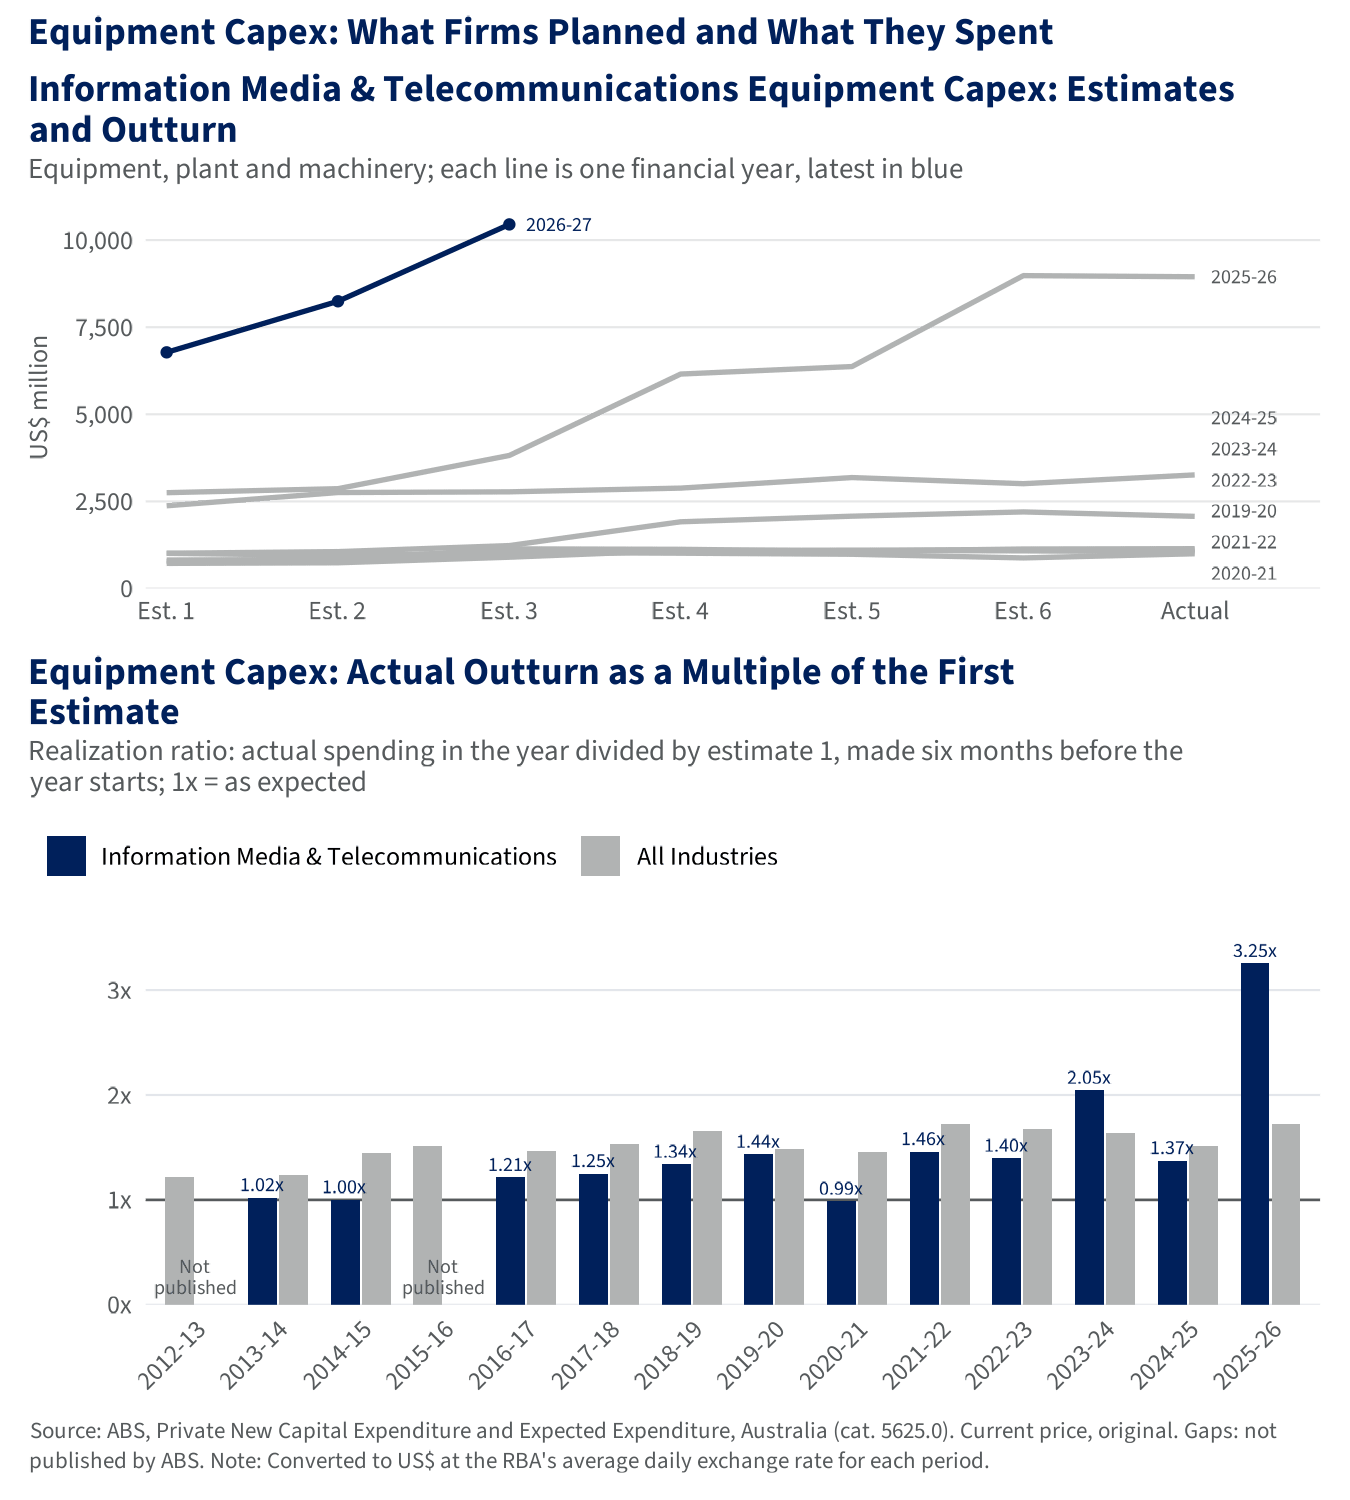 Equipment Capex: What Firms Planned and What They Spent
Information Media & Telecommunications Equipment Capex: Estimates
and Outturn
Equipment, plant and machinery; each line is one financial year, latest in blue
US$ million
10,000
7,500
5,000
2,500
0
2026-27
2025-26
2024-25
2023-24
2022-23
2019-20
2021-22
2020-21
Est. 1 Est. 2 Est. 3 Est. 4 Est. 5 Est. 6 Actual
Equipment Capex: Actual Outturn as a Multiple of the First
Estimate
Realization ratio: actual spending in the year divided by estimate 1, made six months before the
year starts; 1x = as expected
Information Media & Telecommunications All Industries
3x
2x
1x
0x
Not
published
1.02x
1.00x
Not
published
1.21x
1.25x
1.34x
1.44x
0.99x
1.46x
1.40x
2.05x
1.37x
3.25x
2012-13 2013-14 2014-15 2015-16 2016-17 2017-18 2018-19 2019-20 2020-21 2021-22 2022-23 2023-24 2024-25 2025-26
Source: ABS, Private New Capital Expenditure and Expected Expenditure, Australia (cat. 5625.0). Current price, original. Gaps: not
published by ABS. Note: Converted to US$ at the RBA's average daily exchange rate for each period.